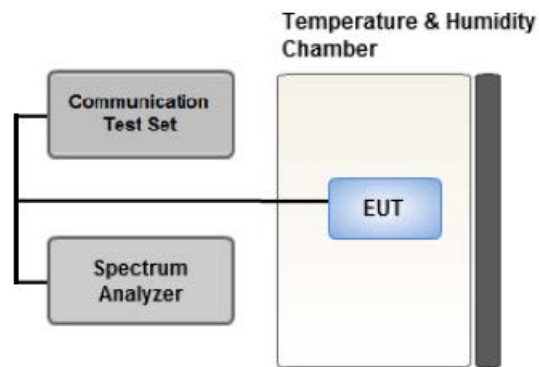 Temperature & Humidity
Chamber
Communication
Test Set
EUT
Spectrum
Analyzer